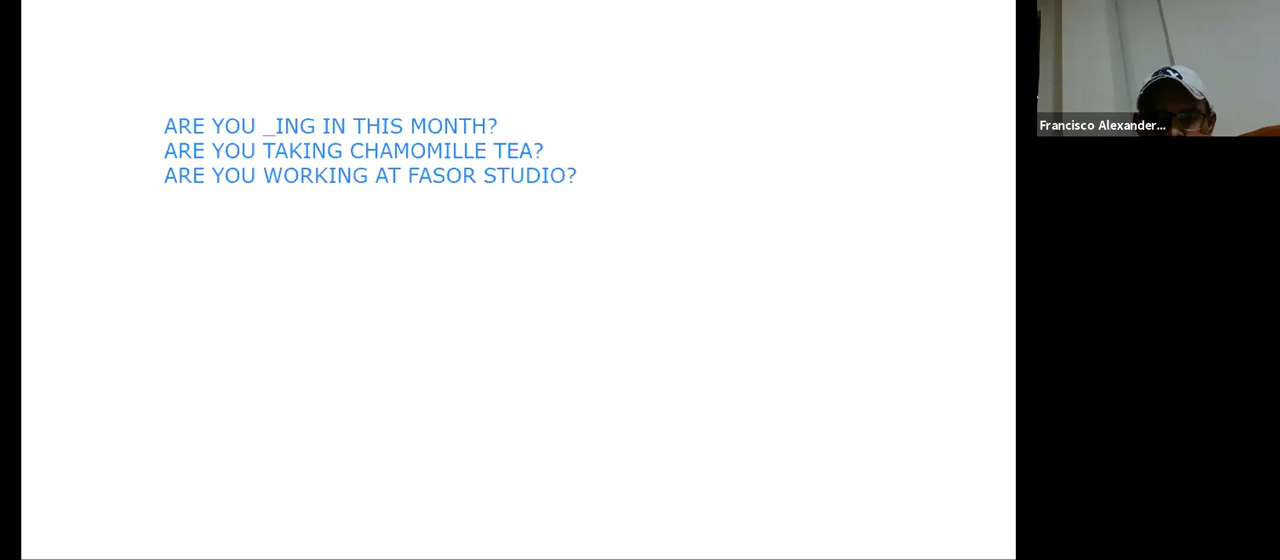 ARE YOU _ING IN THIS MONTH?
ARE YOU TAKING CHAMOMILLE TEA?
ARE YOU WORKING AT FASOR STUDIO?
Francisco Alexander...